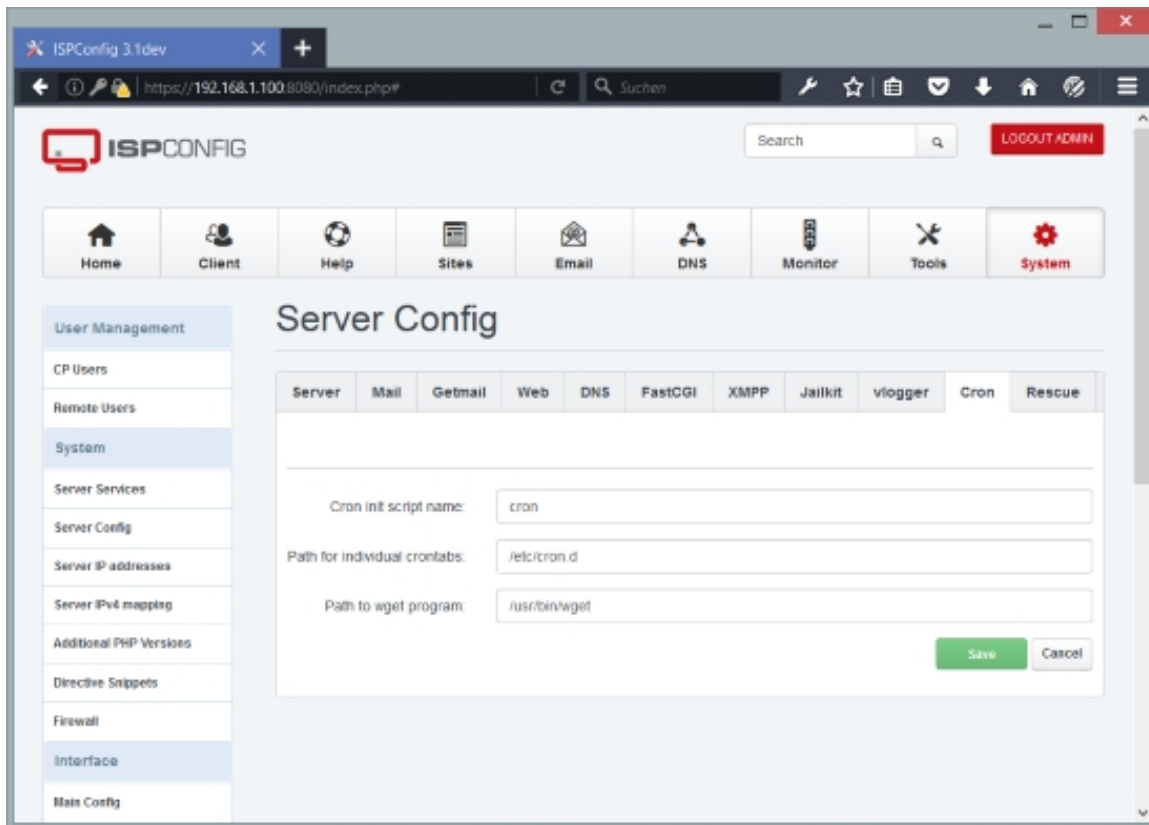 ISPConfig 3.1dev
https://192.168.1.100:8080/index.php#
Suchen
ISPCONFIG
Search
LOGOUT ADMIN
Home Client Help Sites Email DNS Monitor Tools System
User Management
CP Users
Remote Users
System
Server Services
Server Config
Server IP addresses
Server IPv4 mapping
Additional PHP Versions
Directive Snippets
Firewall
Interface
Main Config
Server Config
Server Mail Getmail Web DNS FastCGI XMPP Jailkit vlogger Cron Rescue
Cron init script name: cron
Path for individual crontabs: /etc/cron.d
Path to wget program: /usr/bin/wget
Save Cancel